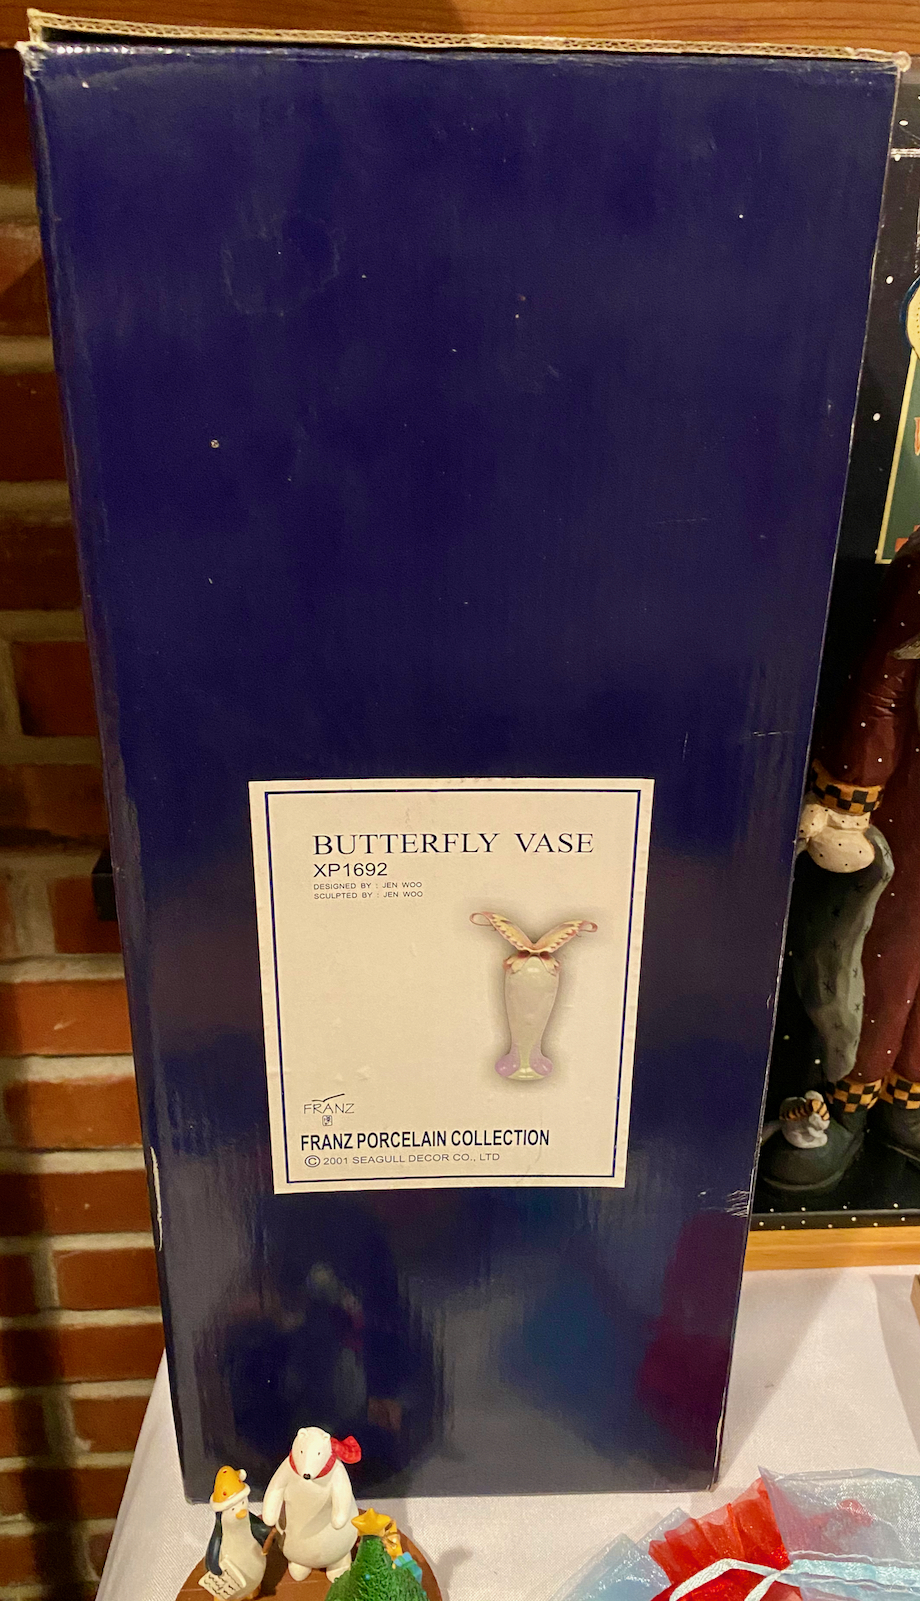 BUTTERFLY VASE
XP1692
DESIGNED BY : JEN WOO
SCULPTED BY : JEN WOO
FRANZ
FRANZ PORCELAIN COLLECTION
© 2001 SEAGULL DECOR CO., LTD